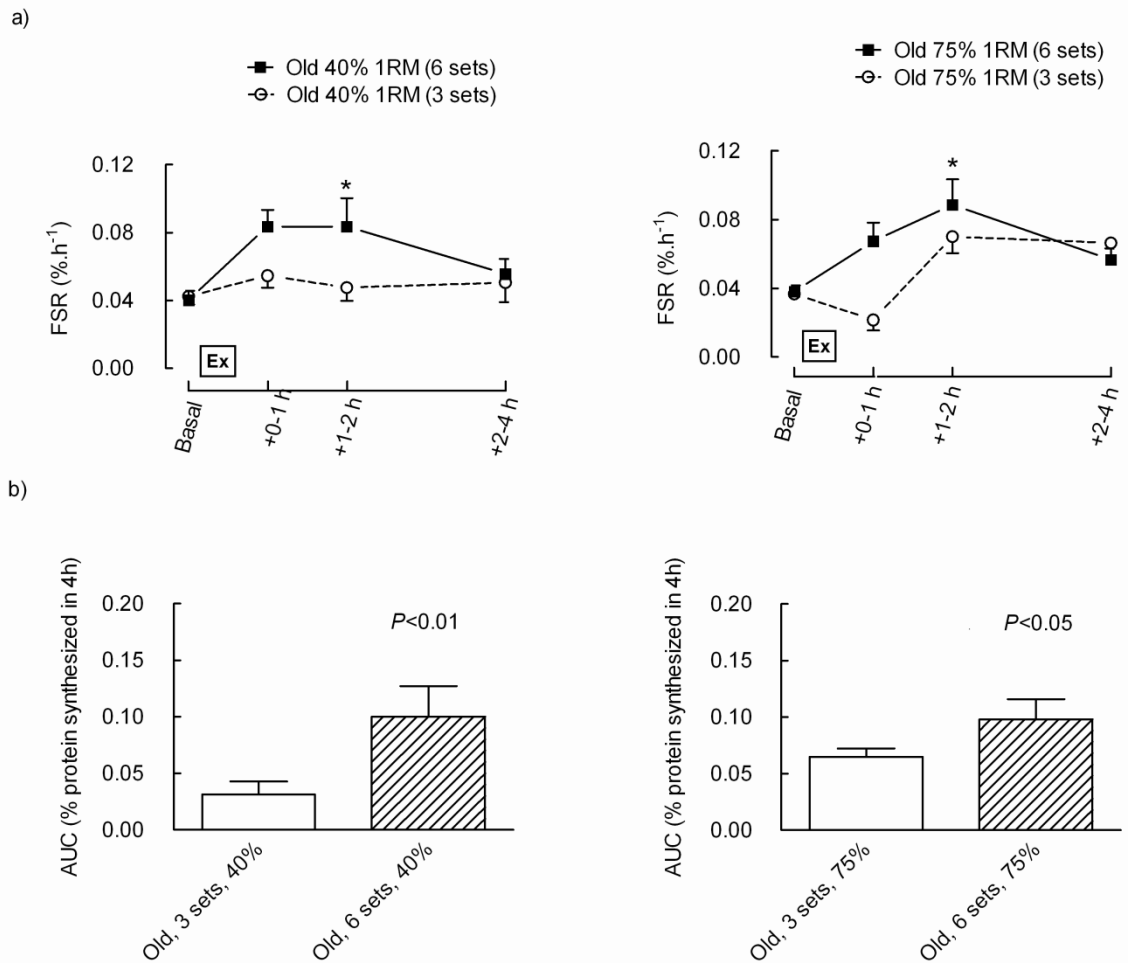 a)
Old 40% 1RM (6 sets)
Old 40% 1RM (3 sets)
FSR (%.h⁻¹)
0.12
0.08
0.04
0.00
*
Ex
Basal
+0-1 h
+1-2 h
+2-4 h
Old 75% 1RM (6 sets)
Old 75% 1RM (3 sets)
FSR (%.h⁻¹)
0.12
0.08
0.04
0.00
*
Ex
Basal
+0-1 h
+1-2 h
+2-4 h
b)
AUC (% protein synthesized in 4h)
0.20
0.15
0.10
0.05
0.00
P<0.01
Old, 3 sets, 40%
Old, 6 sets, 40%
AUC (% protein synthesized in 4h)
0.20
0.15
0.10
0.05
0.00
P<0.05
Old, 3 sets, 75%
Old, 6 sets, 75%